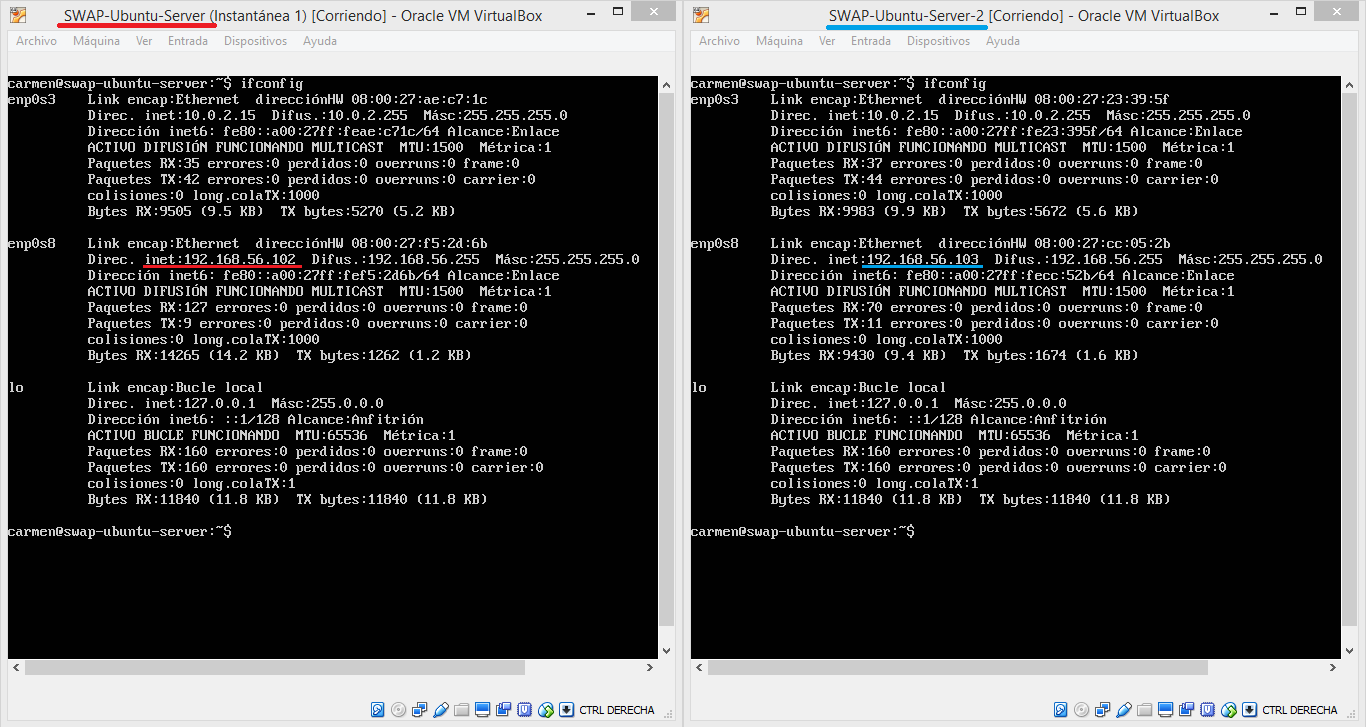 SWAP-Ubuntu-Server (Instantánea 1) [Corriendo] - Oracle VM VirtualBox
Archivo Máquina Ver Entrada Dispositivos Ayuda
carmen@swap-ubuntu-server:~$ ifconfig
enp0s3 Link encap:Ethernet direcciónHW 08:00:27:ae:c7:1c
Direc. inet:10.0.2.15 Difus.:10.0.2.255 Másc:255.255.255.0
Dirección inet6: fe80::a00:27ff:feae:c71c/64 Alcance:Enlace
ACTIVO DIFUSIÓN FUNCIONANDO MULTICAST MTU:1500 Métrica:1
Paquetes RX:35 errores:0 perdidos:0 overruns:0 frame:0
Paquetes TX:42 errores:0 perdidos:0 overruns:0 carrier:0
colisiones:0 long.colaTX:1000
Bytes RX:9505 (9.5 KB) TX bytes:5270 (5.2 KB)
enp0s8 Link encap:Ethernet direcciónHW 08:00:27:f5:2d:6b
Direc. inet:192.168.56.102 Difus.:192.168.56.255 Másc:255.255.255.0
Dirección inet6: fe80::a00:27ff:fef5:2d6b/64 Alcance:Enlace
ACTIVO DIFUSIÓN FUNCIONANDO MULTICAST MTU:1500 Métrica:1
Paquetes RX:127 errores:0 perdidos:0 overruns:0 frame:0
Paquetes TX:9 errores:0 perdidos:0 overruns:0 carrier:0
colisiones:0 long.colaTX:1000
Bytes RX:14265 (14.2 KB) TX bytes:1262 (1.2 KB)
lo Link encap:Bucle local
Direc. inet:127.0.0.1 Másc:255.0.0.0
Dirección inet6: ::1/128 Alcance:Anfitrión
ACTIVO BUCLE FUNCIONANDO MTU:65536 Métrica:1
Paquetes RX:160 errores:0 perdidos:0 overruns:0 frame:0
Paquetes TX:160 errores:0 perdidos:0 overruns:0 carrier:0
colisiones:0 long.colaTX:1
Bytes RX:11840 (11.8 KB) TX bytes:11840 (11.8 KB)
carmen@swap-ubuntu-server:~$
CTRL DERECHA
SWAP-Ubuntu-Server-2 [Corriendo] - Oracle VM VirtualBox
Archivo Máquina Ver Entrada Dispositivos Ayuda
carmen@swap-ubuntu-server:~$ ifconfig
enp0s3 Link encap:Ethernet direcciónHW 08:00:27:23:39:5f
Direc. inet:10.0.2.15 Difus.:10.0.2.255 Másc:255.255.255.0
Dirección inet6: fe80::a00:27ff:fe23:395f/64 Alcance:Enlace
ACTIVO DIFUSIÓN FUNCIONANDO MULTICAST MTU:1500 Métrica:1
Paquetes RX:37 errores:0 perdidos:0 overruns:0 frame:0
Paquetes TX:44 errores:0 perdidos:0 overruns:0 carrier:0
colisiones:0 long.colaTX:1000
Bytes RX:9983 (9.9 KB) TX bytes:5672 (5.6 KB)
enp0s8 Link encap:Ethernet direcciónHW 08:00:27:cc:05:2b
Direc. inet:192.168.56.103 Difus.:192.168.56.255 Másc:255.255.255.0
Dirección inet6: fe80::a00:27ff:fecc:52b/64 Alcance:Enlace
ACTIVO DIFUSIÓN FUNCIONANDO MULTICAST MTU:1500 Métrica:1
Paquetes RX:70 errores:0 perdidos:0 overruns:0 frame:0
Paquetes TX:11 errores:0 perdidos:0 overruns:0 carrier:0
colisiones:0 long.colaTX:1000
Bytes RX:9430 (9.4 KB) TX bytes:1674 (1.6 KB)
lo Link encap:Bucle local
Direc. inet:127.0.0.1 Másc:255.0.0.0
Dirección inet6: ::1/128 Alcance:Anfitrión
ACTIVO BUCLE FUNCIONANDO MTU:65536 Métrica:1
Paquetes RX:160 errores:0 perdidos:0 overruns:0 frame:0
Paquetes TX:160 errores:0 perdidos:0 overruns:0 carrier:0
colisiones:0 long.colaTX:1
Bytes RX:11840 (11.8 KB) TX bytes:11840 (11.8 KB)
carmen@swap-ubuntu-server:~$
CTRL DERECHA